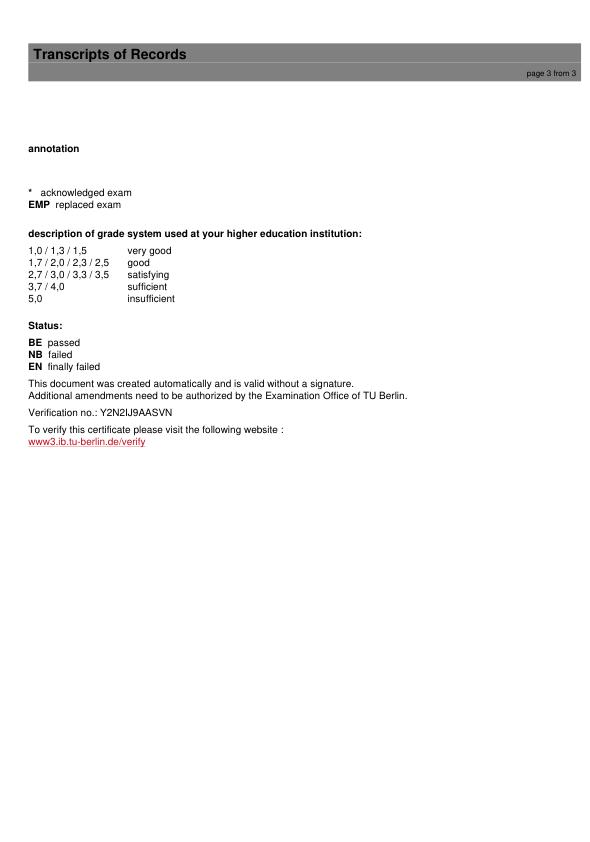 Transcripts of Records
page 3 from 3
annotation
* acknowledged exam
EMP replaced exam
description of grade system used at your higher education institution:
1,0 / 1,3 / 1,5 very good
1,7 / 2,0 / 2,3 / 2,5 good
2,7 / 3,0 / 3,3 / 3,5 satisfying
3,7 / 4,0 sufficient
5,0 insufficient
Status:
BE passed
NB failed
EN finally failed
This document was created automatically and is valid without a signature.
Additional amendments need to be authorized by the Examination Office of TU Berlin.
Verification no.: Y2N2IJ9AASVN
To verify this certificate please visit the following website :
www3.ib.tu-berlin.de/verify